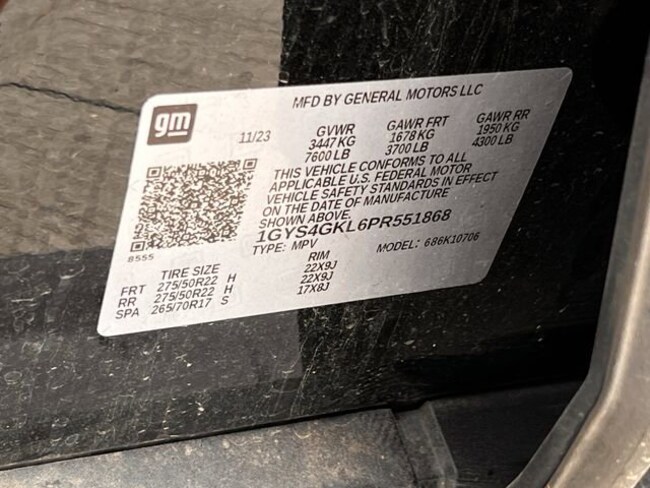 gm
MFD BY GENERAL MOTORS LLC
11/23 GVWR GAWR FRT GAWR RR
3447 KG 1678 KG 1950 KG
7600 LB 3700 LB 4300 LB
THIS VEHICLE CONFORMS TO ALL
APPLICABLE U.S. FEDERAL MOTOR
VEHICLE SAFETY STANDARDS IN EFFECT
ON THE DATE OF MANUFACTURE
SHOWN ABOVE.
1GYS4GKL6PR551868
8555
TYPE: MPV MODEL: 686K10706
TIRE SIZE RIM
FRT 275/50R22 H 22X9J
RR 275/50R22 H 22X9J
SPA 265/70R17 S 17X8J